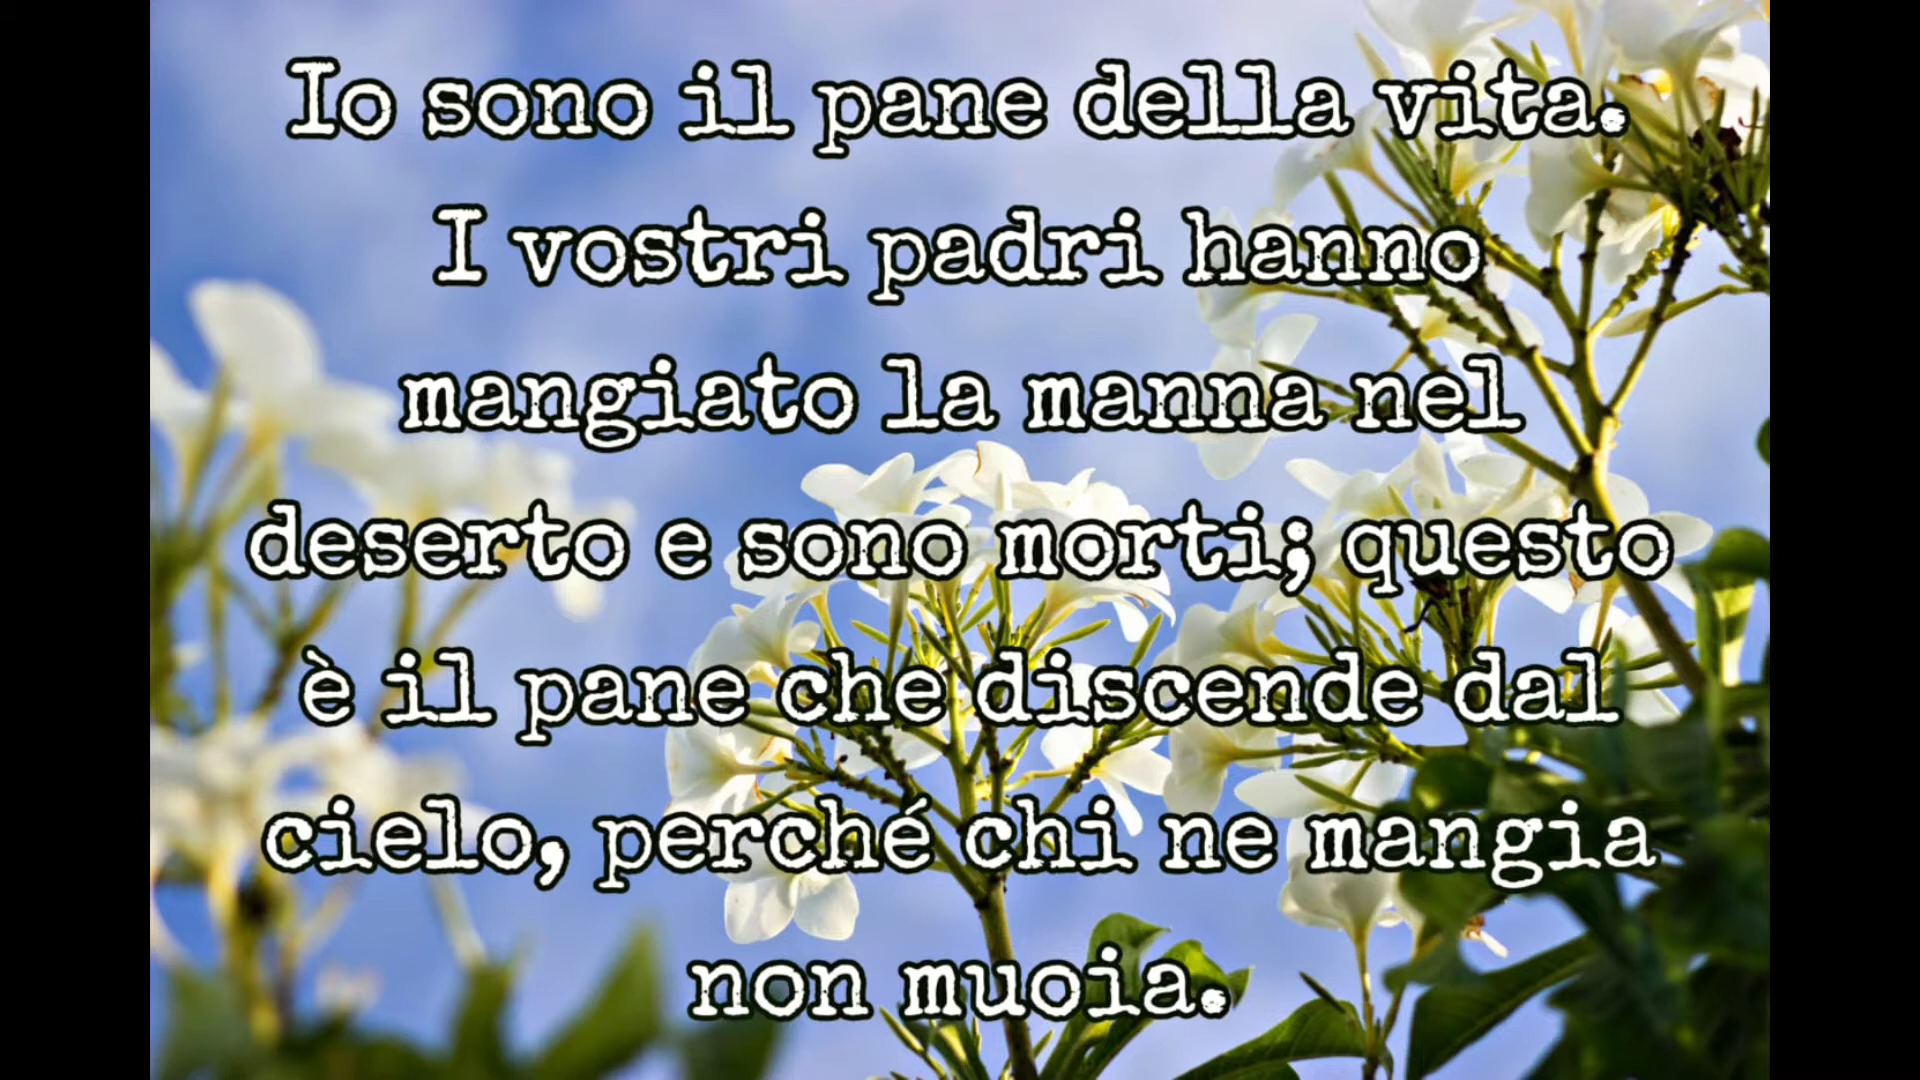 Io sono il pane della vita.
I vostri padri hanno
mangiato la manna nel
deserto e sono morti; questo
è il pane che discende dal
cielo, perché chi ne mangia
non muoia.